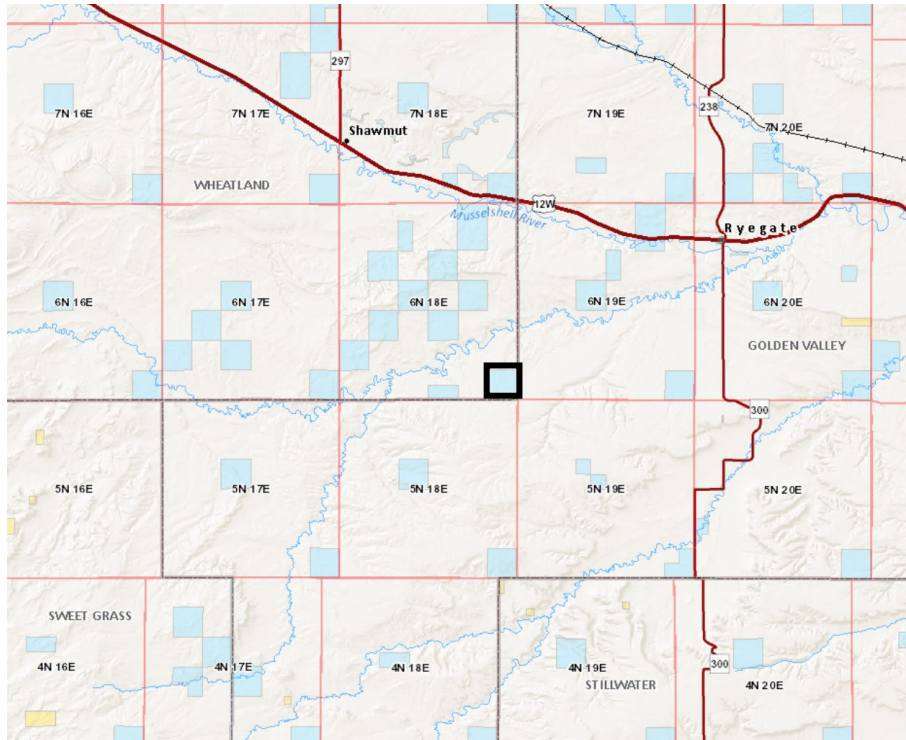 297
238
7N 16E
7N 17E
7N 18E
7N 19E
7N 20E
Shawmut
WHEATLAND
12W
Musselshell River
Ryegate
6N 16E
6N 17E
6N 18E
6N 19E
6N 20E
GOLDEN VALLEY
300
5N 16E
5N 17E
5N 18E
5N 19E
5N 20E
SWEET GRASS
4N 16E
4N 17E
4N 18E
4N 19E
300
STILLWATER
4N 20E